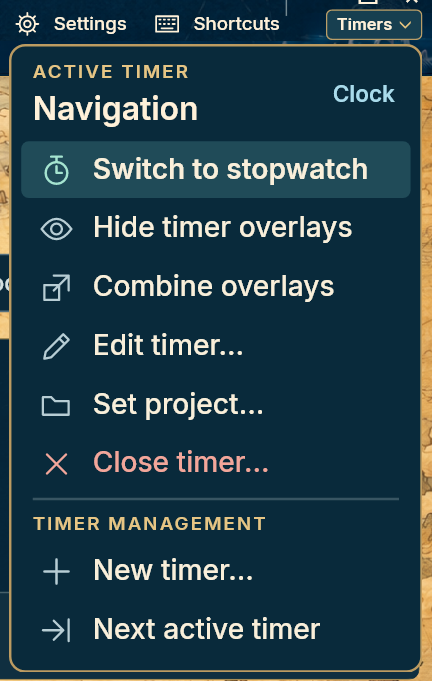 Settings
Shortcuts
Timers
ACTIVE TIMER
Navigation
Clock
Switch to stopwatch
Hide timer overlays
Combine overlays
Edit timer...
Set project...
Close timer...
TIMER MANAGEMENT
New timer...
Next active timer